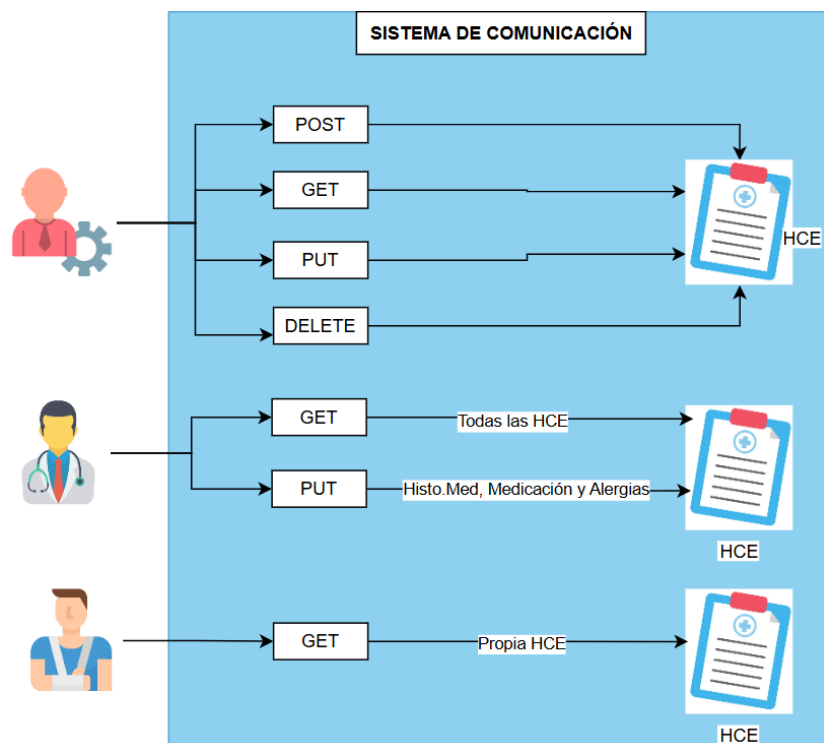 SISTEMA DE COMUNICACIÓN
POST
GET
PUT
DELETE
HCE
GET
Todas las HCE
PUT
Histo.Med, Medicación y Alergias
HCE
GET
Propia HCE
HCE